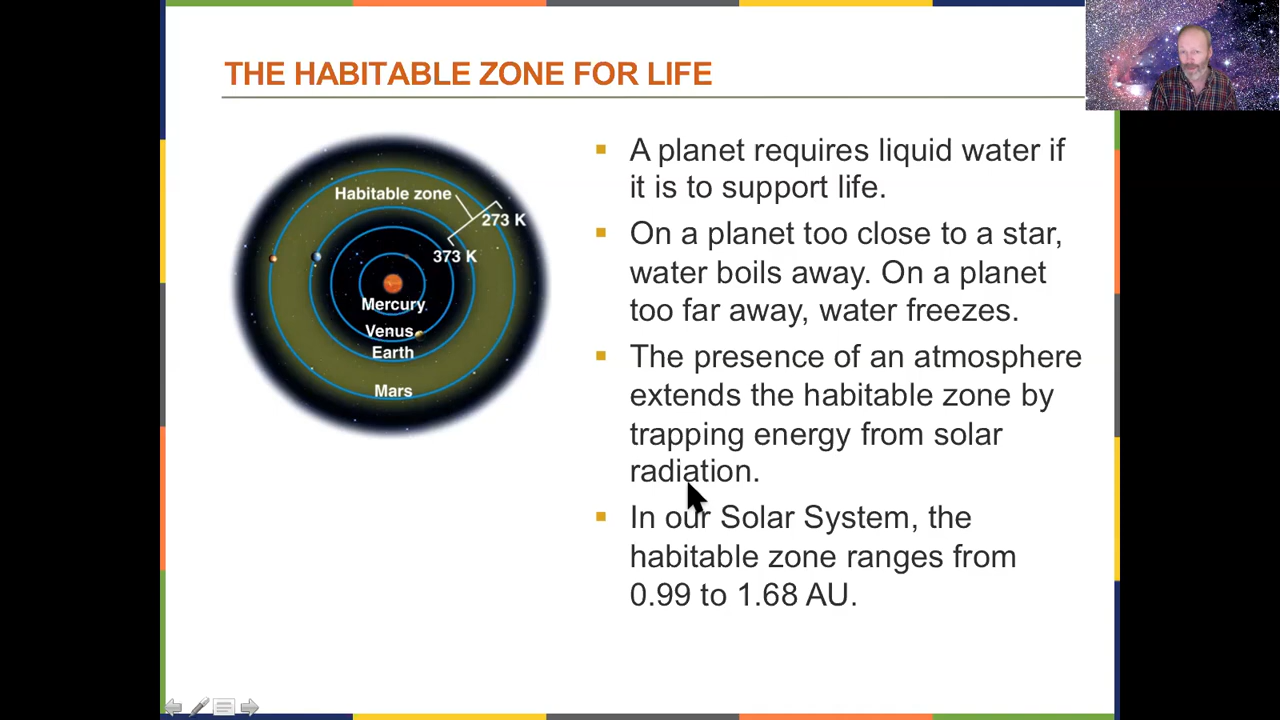 THE HABITABLE ZONE FOR LIFE
Habitable zone
273 K
373 K
Mercury
Venus
Earth
Mars
A planet requires liquid water if
it is to support life.
On a planet too close to a star,
water boils away. On a planet
too far away, water freezes.
The presence of an atmosphere
extends the habitable zone by
trapping energy from solar
radiation.
In our Solar System, the
habitable zone ranges from
0.99 to 1.68 AU.